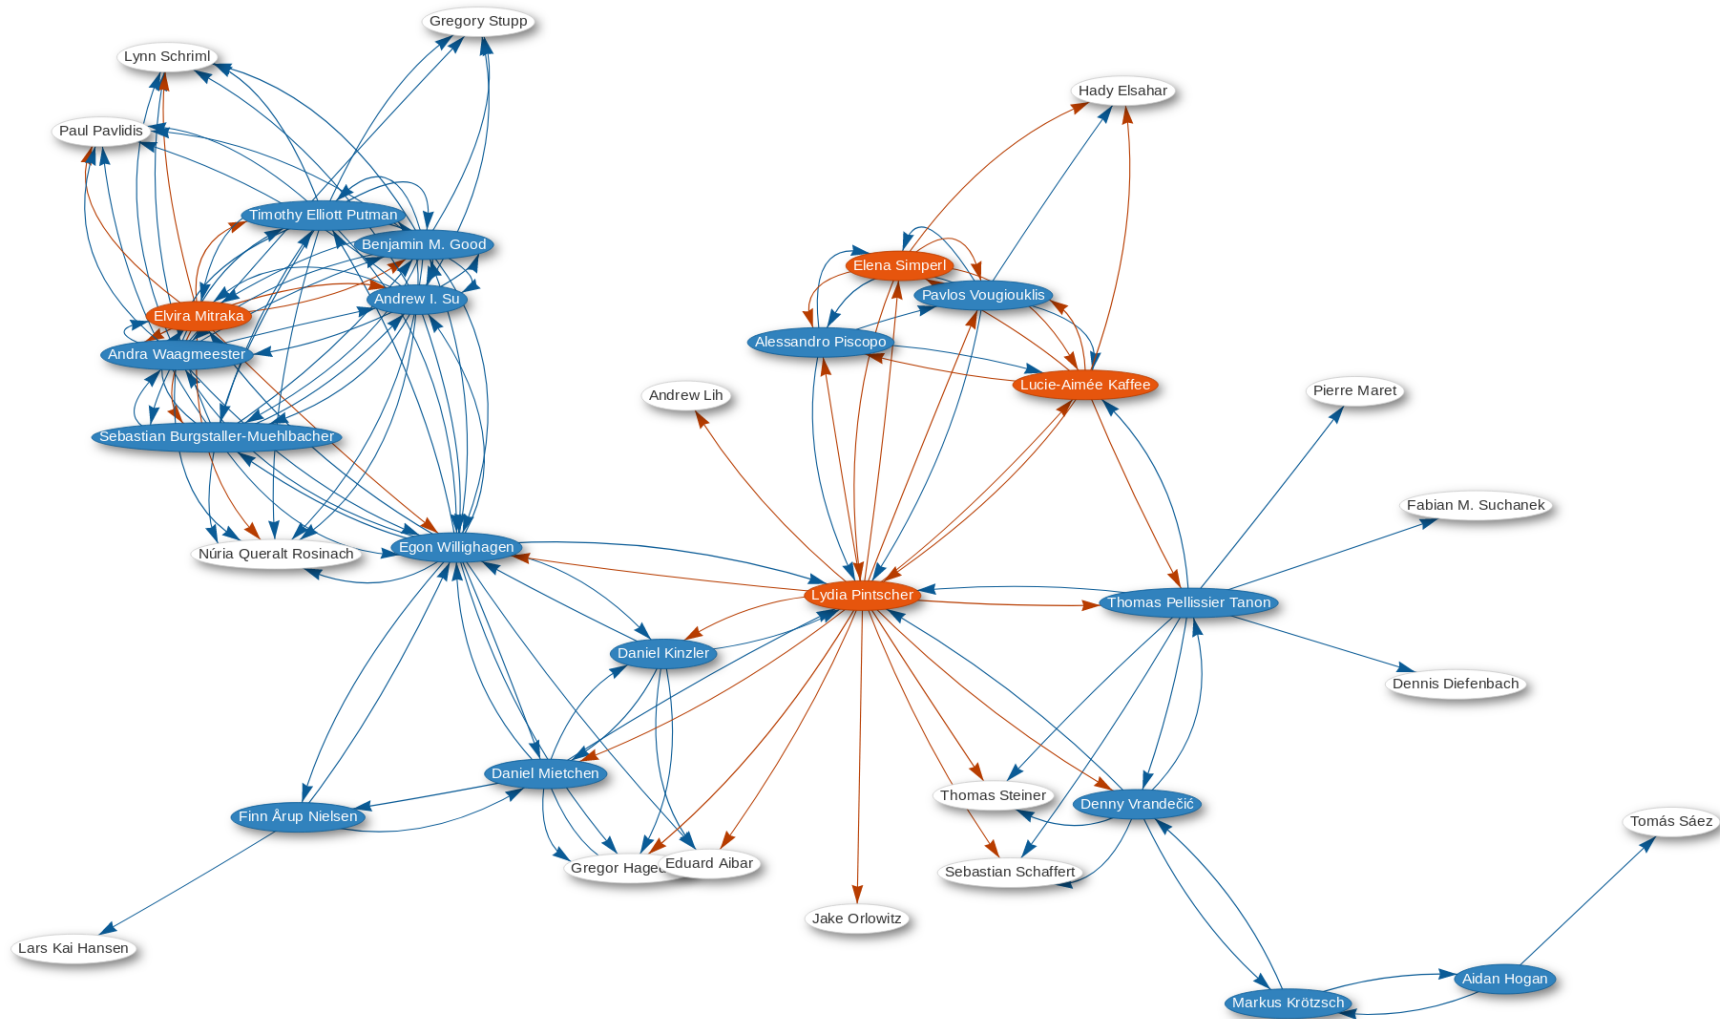 Gregory Stupp
Lynn Schriml
Hady Elsahar
Paul Pavlidis
Timothy Elliott Putman
Benjamin M. Good
Elena Simperl
Pavlos Vougiouklis
Andrew I. Su
Elvira Mitraka
Alessandro Piscopo
Andra Waagmeester
Lucie-Aimée Kaffee
Pierre Maret
Andrew Lih
Sebastian Burgstaller-Muehlbacher
Fabian M. Suchanek
Egon Willighagen
Núria Queralt Rosinach
Lydia Pintscher
Thomas Pellissier Tanon
Daniel Kinzler
Dennis Diefenbach
Daniel Mietchen
Thomas Steiner
Denny Vrandečić
Finn Årup Nielsen
Tomás Sáez
Gregor
Eduard Aibar
Sebastian Schaffert
Jake Orlowitz
Lars Kai Hansen
Aidan Hogan
Markus Krötzsch